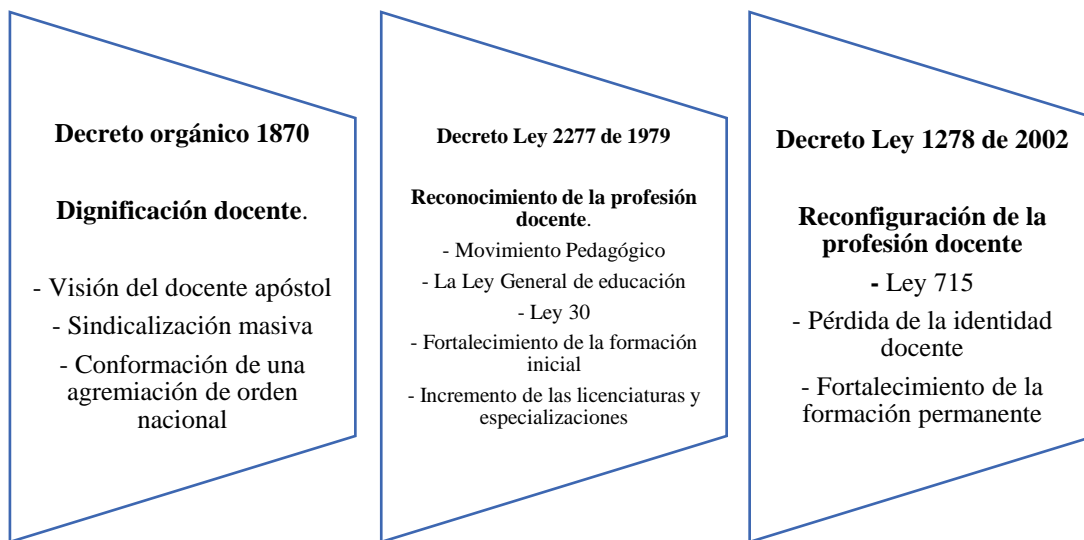 Decreto orgánico 1870
Dignificación docente.
- Visión del docente apóstol
- Sindicalización masiva
- Conformación de una
agremiación de orden
nacional
Decreto Ley 2277 de 1979
Reconocimiento de la profesión
docente.
- Movimiento Pedagógico
- La Ley General de educación
- Ley 30
- Fortalecimiento de la formación
inicial
- Incremento de las licenciaturas y
especializaciones
Decreto Ley 1278 de 2002
Reconfiguración de la
profesión docente
- Ley 715
- Pérdida de la identidad
docente
- Fortalecimiento de la
formación permanente